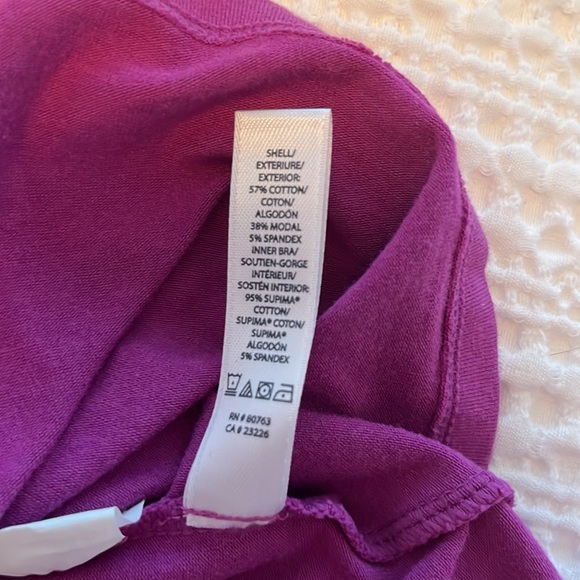 SHELL/
EXTERIEURE/
EXTERIOR:
57% COTTON/
COTON/
ALGODÓN
38% MODAL
5% SPANDEX
INNER BRA/
SOUTIEN-GORGE
INTÉRIEUR/
SOSTÉN INTERIOR:
95% SUPIMA®
COTTON/
SUPIMA® COTON/
SUPIMA®
ALGODÓN
5% SPANDEX
RN # 80763
CA # 23226